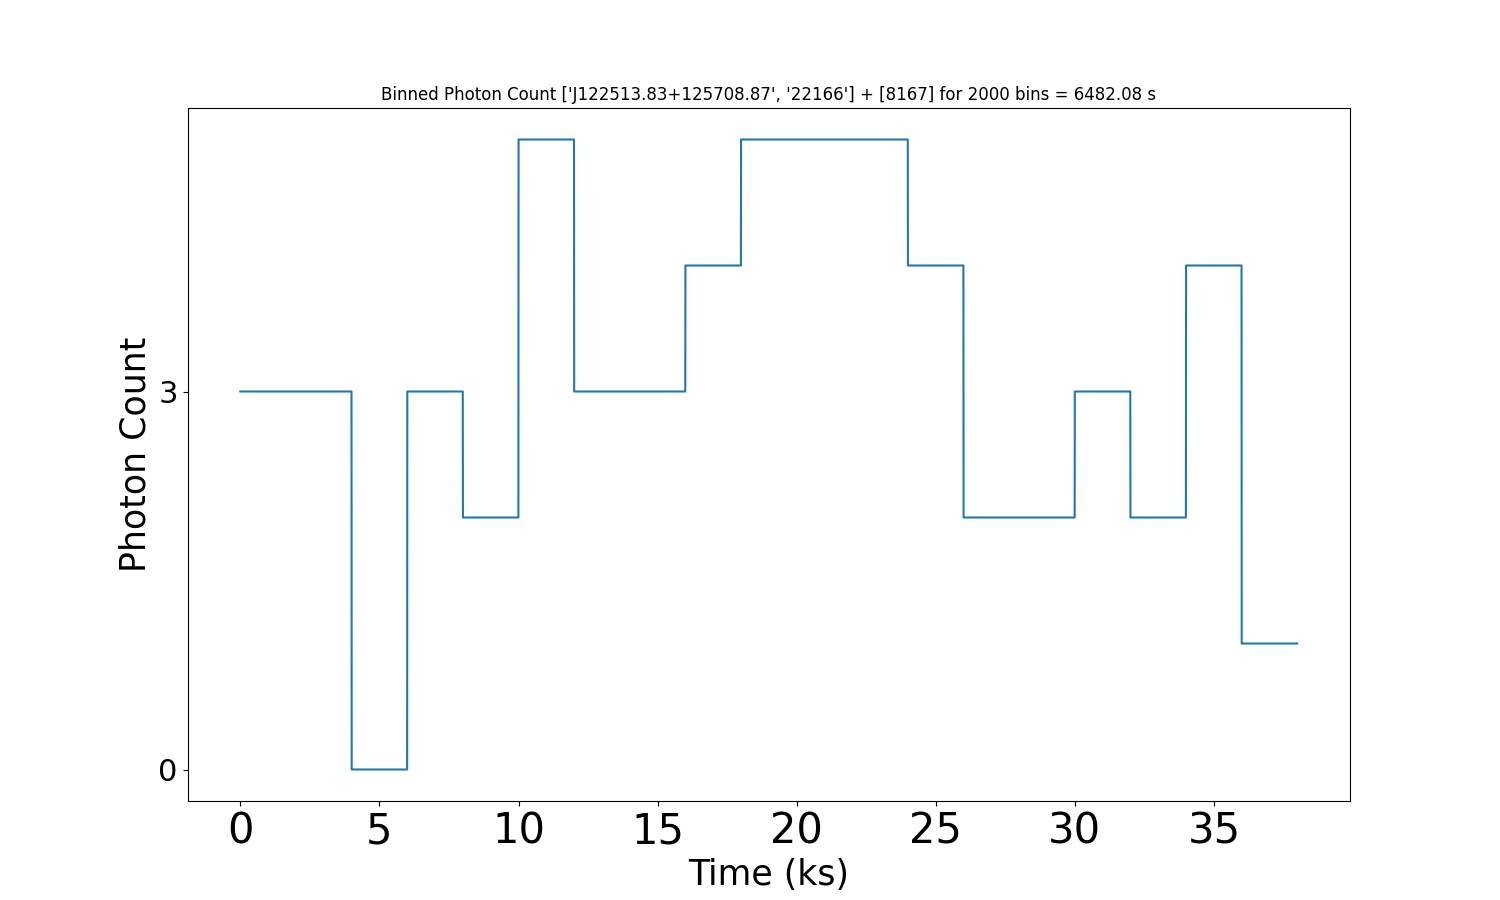 Binned Photon Count ['J122513.83+125708.87', '22166'] + [8167] for 2000 bins = 6482.08 s
Photon Count
3
0
0 5 10 15 20 25 30 35
Time (ks)